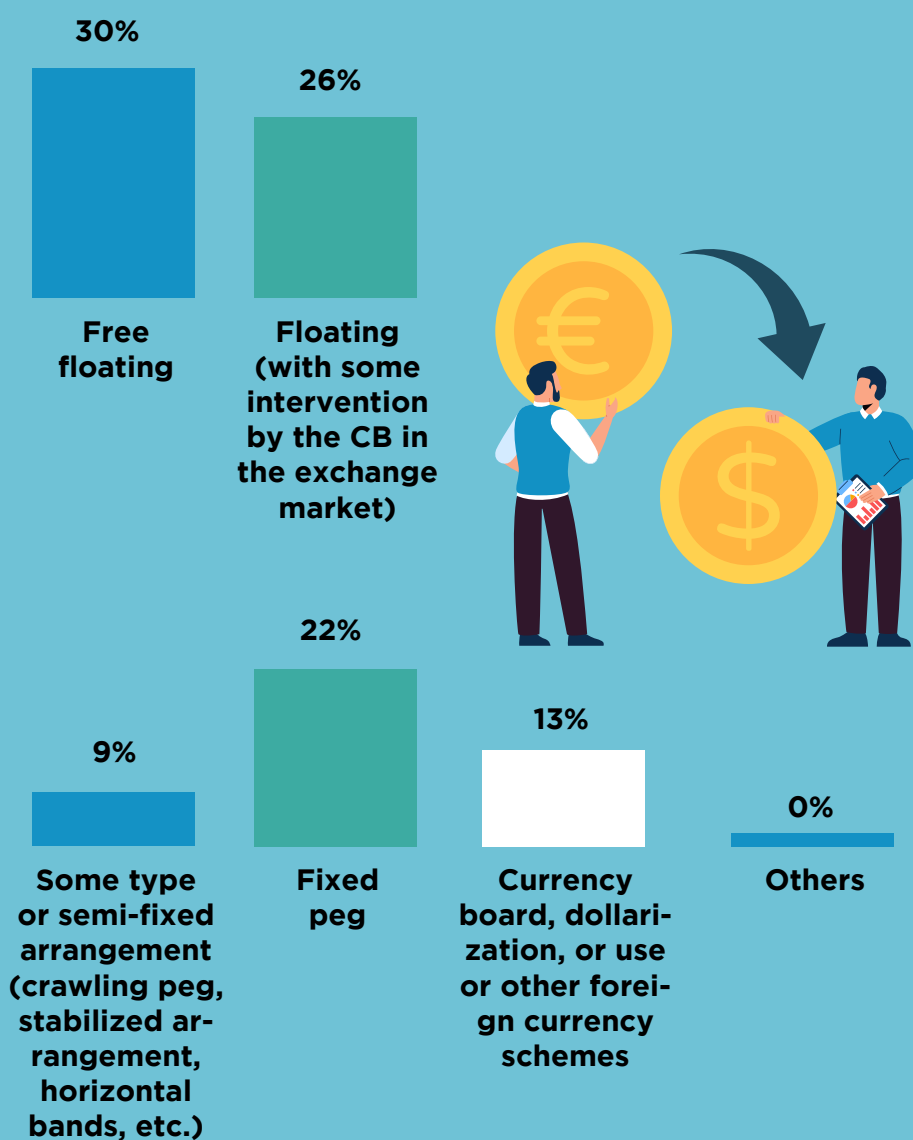 30%
26%
Free
floating
Floating
(with some
intervention
by the CB in
the exchange
market)
€
$
9%
22%
13%
0%
Some type
or semi-fixed
arrangement
(crawling peg,
stabilized ar-
rangement,
horizontal
bands, etc.)
Fixed
peg
Currency
board, dollari-
zation, or use
or other forei-
gn currency
schemes
Others